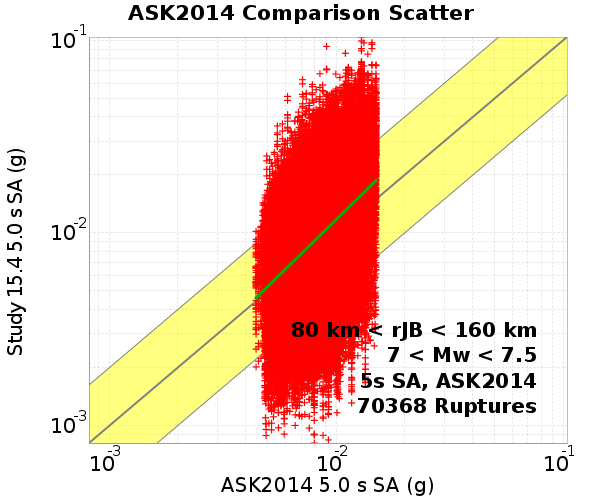 ASK2014 Comparison Scatter
10-1
10-2
10-3
Study 15.4 5.0 s SA (g)
80 km < rJB < 160 km
7 < Mw < 7.5
5s SA, ASK2014
70368 Ruptures
10-3 10-2 10-1
ASK2014 5.0 s SA (g)